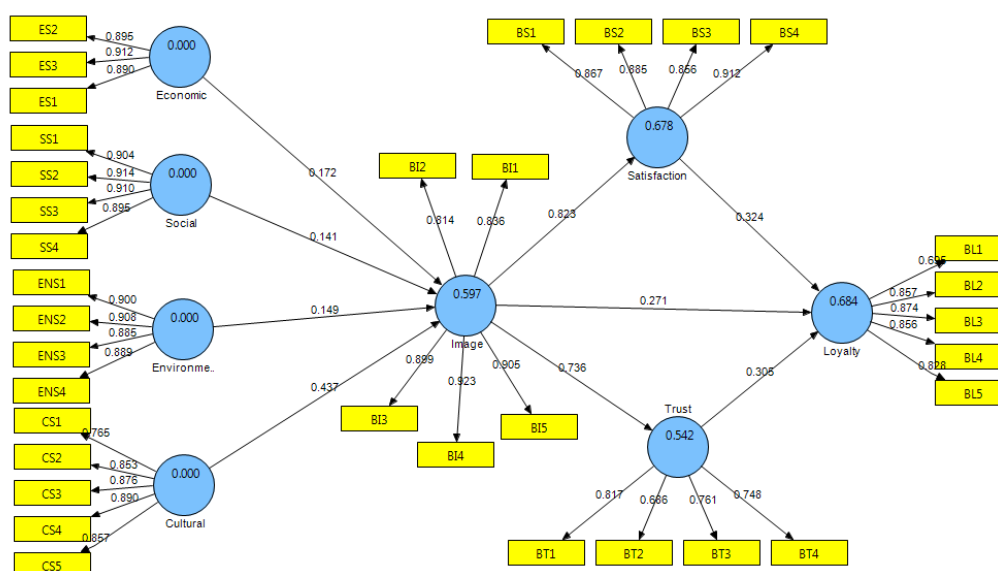 ES2
0.895
ES3
0.912
ES1
0.890
0.000
Economic
SS1
0.904
SS2
0.914
SS3
0.910
SS4
0.895
0.000
Social
ENS1
0.900
ENS2
0.908
ENS3
0.885
ENS4
0.889
0.000
Environme..
CS1
0.765
CS2
0.853
CS3
0.876
CS4
0.890
CS5
0.857
0.000
Cultural
0.172
0.141
0.149
0.437
BI2
BI1
0.814
0.836
0.597
Image
0.899
0.923
0.905
BI3
BI4
BI5
BS1
BS2
BS3
BS4
0.867
0.885
0.856
0.912
0.678
Satisfaction
0.823
0.324
0.271
0.736
0.305
Trust
0.542
0.817
0.686
0.761
0.748
BT1
BT2
BT3
BT4
0.684
Loyalty
BL1
0.695
BL2
0.857
BL3
0.874
BL4
0.856
BL5
0.828